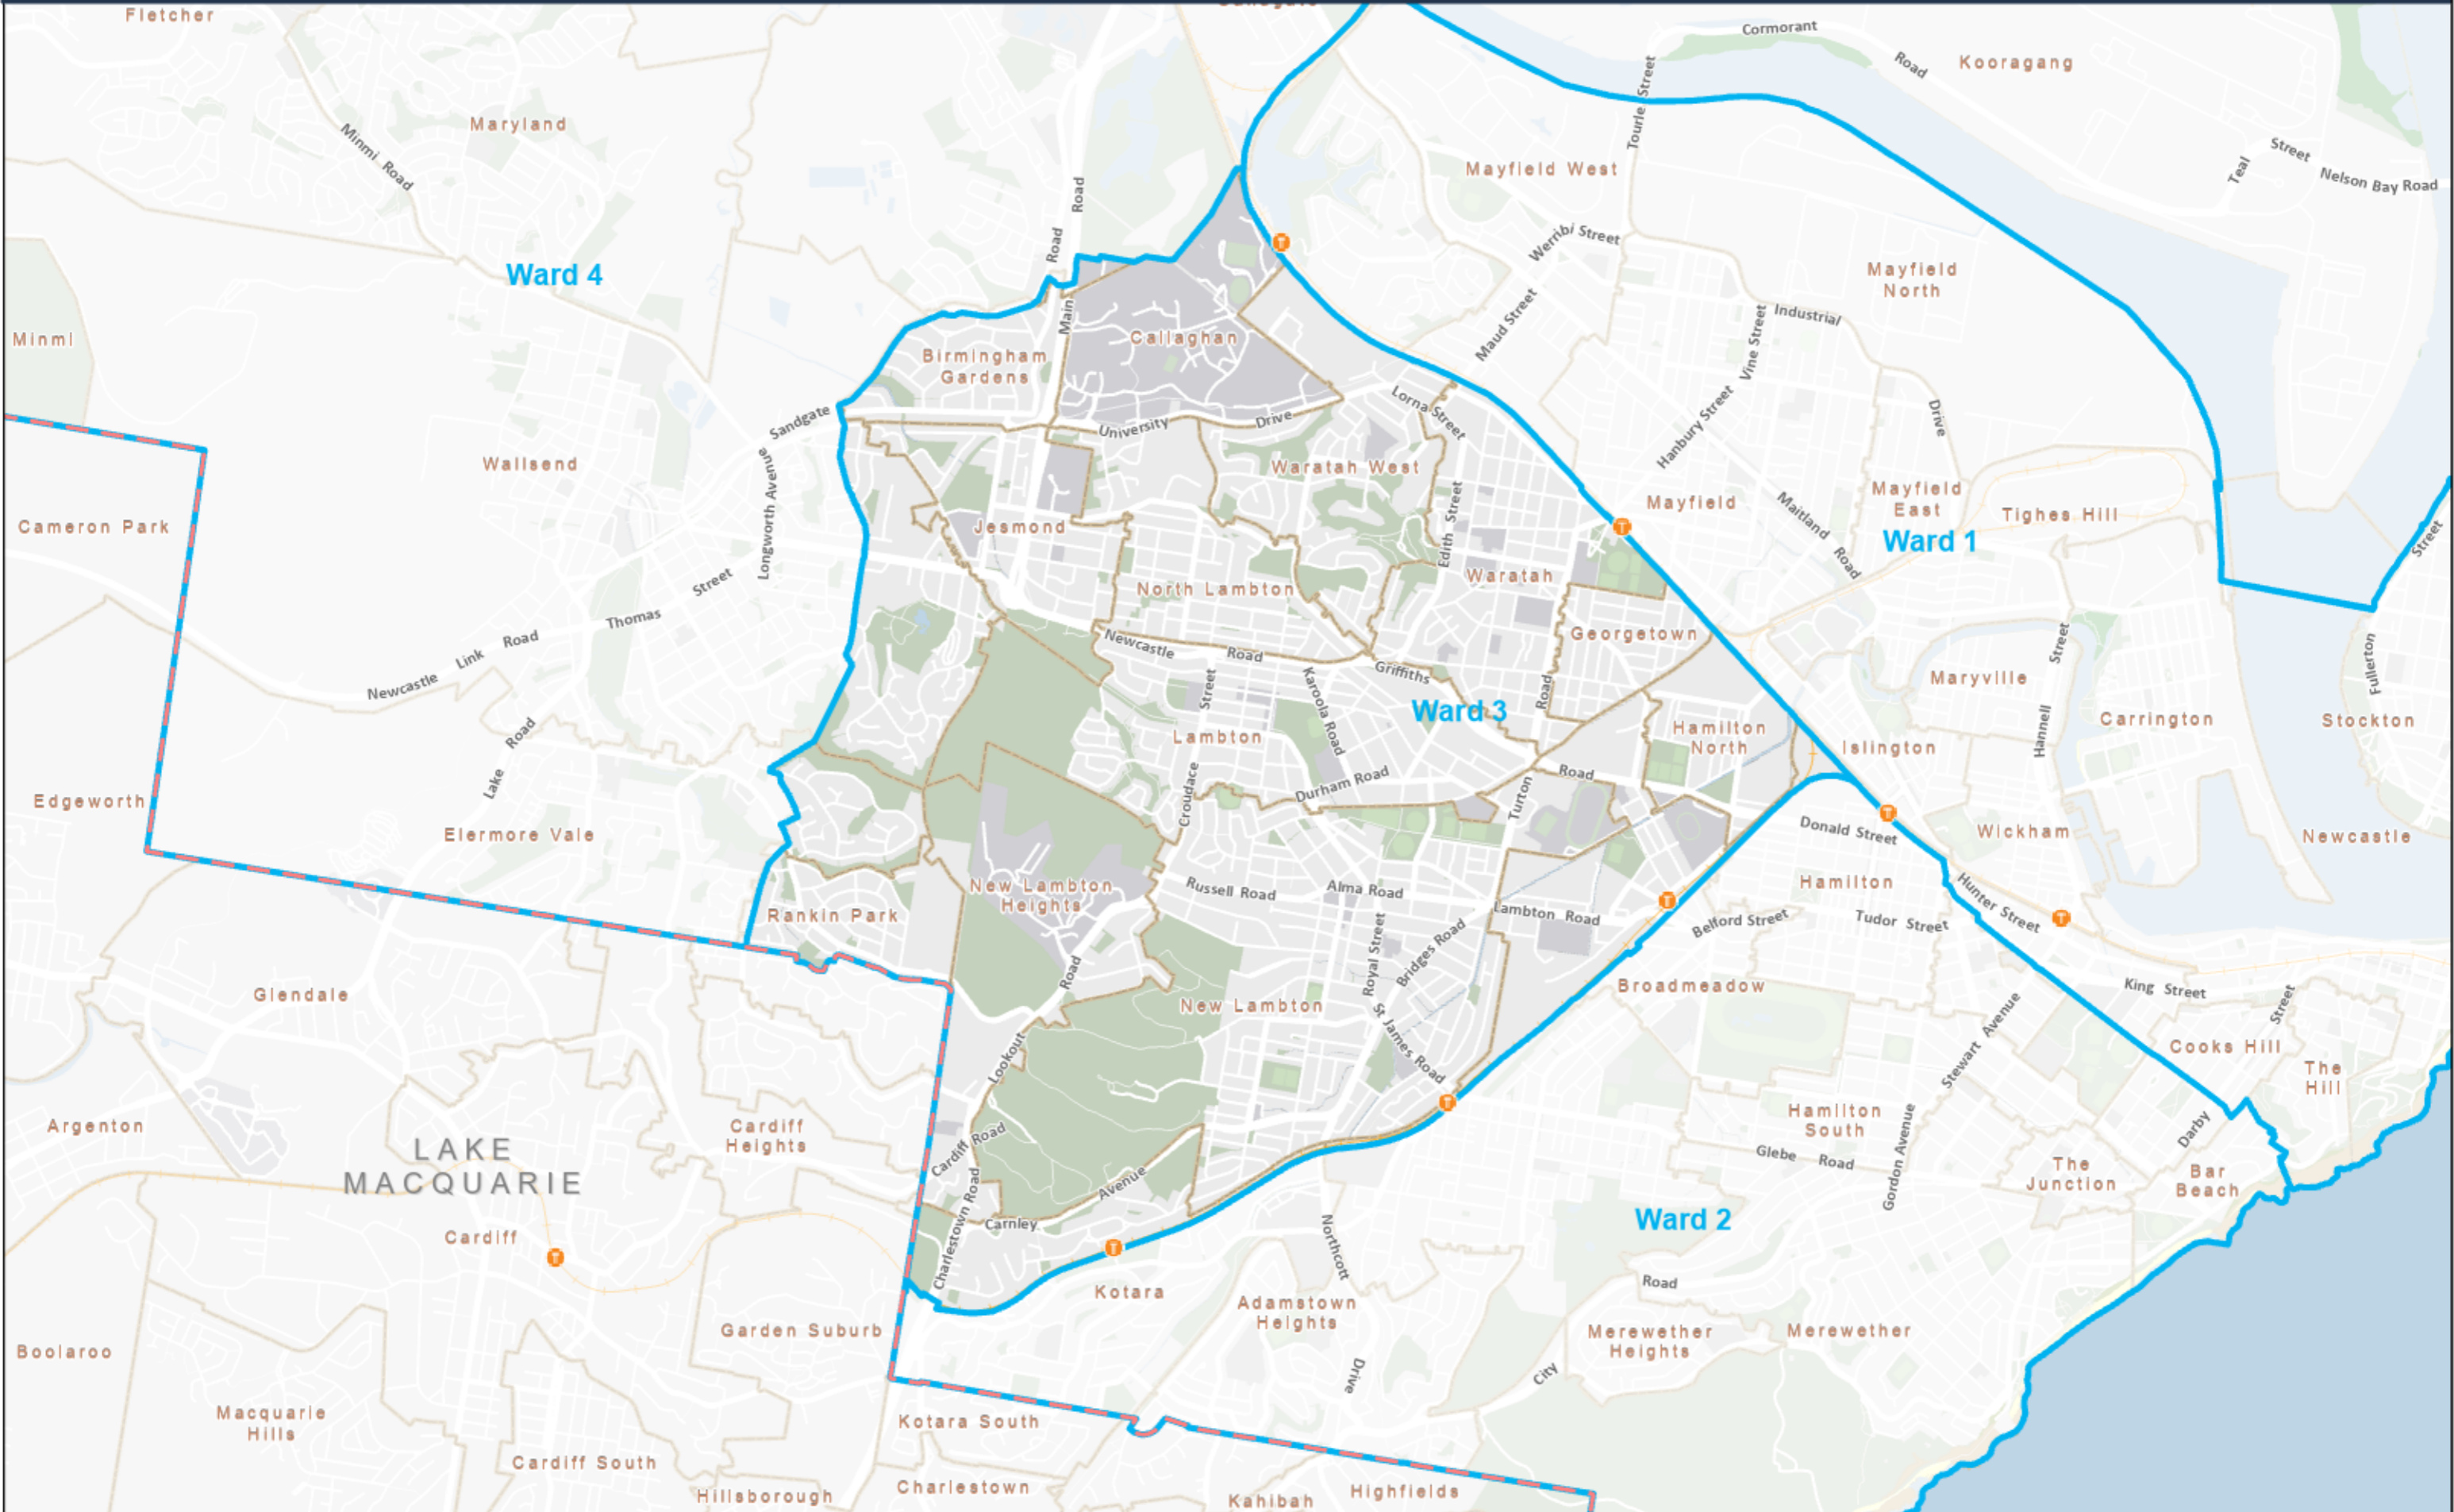 Fletcher
Cormorant
Road
Kooragang
Maryland
Minmi Road
Tourle Street
Mayfield West
Teal
Street
Nelson Bay Road
Road
Road
Werribi Street
Ward 4
Mayfield
North
Minmi
Main
Callaghan
Maud Street
Vine Street
Industrial
Birmingham
Gardens
Drive
Sandgate
University
Drive
Lorna Street
Hanbury Street
Wallsend
Longworth Avenue
Waratah West
Edith Street
Mayfield
Maitland
Road
Mayfield
East
Tighes Hill
Cameron Park
Jesmond
Ward 1
Street
Thomas
Street
North Lambton
Waratah
Newcastle
Link
Road
Newcastle
Road
Griffiths
Georgetown
Street
Fullerton
Maryville
Street
Karoola Road
Road
Ward 3
Hannell
Carrington
Stockton
Road
Lake
Lambton
Hamilton
North
Islington
Edgeworth
Elermore Vale
Croudace
Durham Road
Road
Turton
Donald Street
Wickham
Newcastle
Rankin Park
New Lambton
Heights
Russell Road
Alma Road
Lambton Road
Hamilton
Belford Street
Tudor Street
Hunter Street
Royal Street
Bridges Road
Glendale
Road
New Lambton
St James Road
Broadmeadow
King Street
Street
Stewart Avenue
Cooks Hill
The
Hill
Lookout
Argenton
LAKE
MACQUARIE
Cardiff
Heights
Cardiff Road
Hamilton
South
Gordon Avenue
Darby
Glebe Road
The
Junction
Bar
Beach
Avenue
Charlestown Road
Carnley
Cardiff
Northcott
Ward 2
Road
Kotara
Adamstown
Heights
Garden Suburb
Boolaroo
Drive
City
Merewether
Heights
Merewether
Macquarie
Hills
Kotara South
Cardiff South
Hillsborough
Charlestown
Kahibah
Highfields